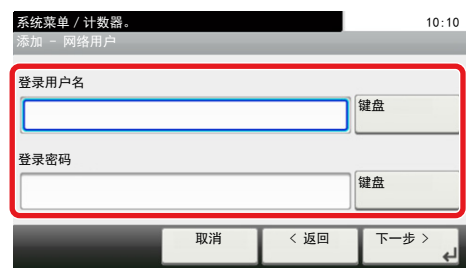 系统菜单 / 计数器。 10:10
添加 - 网络用户
登录用户名
键盘
登录密码
键盘
取消 < 返回 下一步 >